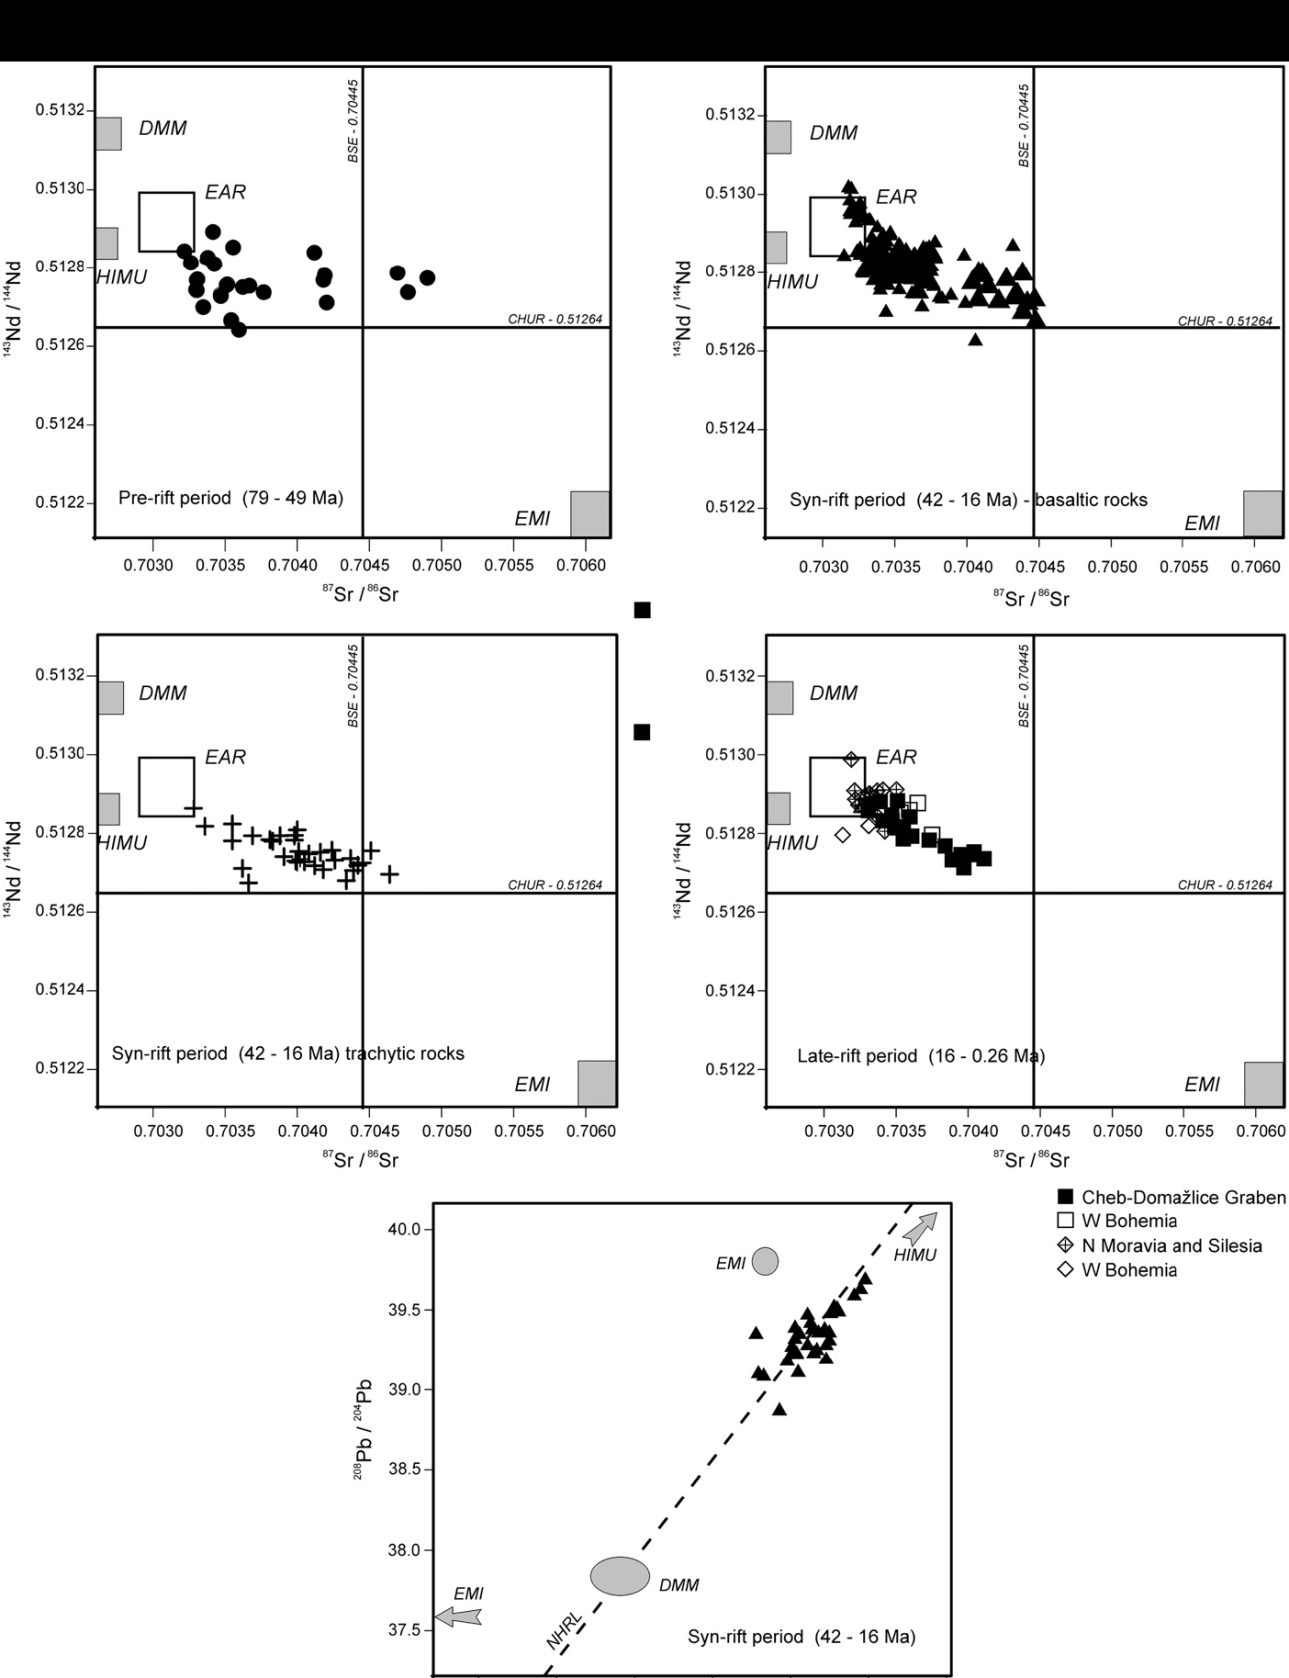 0.5132
0.5130
0.5128
0.5126
0.5124
0.5122
143Nd / 144Nd
DMM
EAR
HIMU
BSE - 0.70445
CHUR - 0.51264
Pre-rift period (79 - 49 Ma)
EMI
0.7030 0.7035 0.7040 0.7045 0.7050 0.7055 0.7060
87Sr / 86Sr
0.5132
0.5130
0.5128
0.5126
0.5124
0.5122
143Nd / 144Nd
DMM
EAR
HIMU
BSE - 0.70445
CHUR - 0.51264
Syn-rift period (42 - 16 Ma) - basaltic rocks
EMI
0.7030 0.7035 0.7040 0.7045 0.7050 0.7055 0.7060
87Sr / 86Sr
0.5132
0.5130
0.5128
0.5126
0.5124
0.5122
143Nd / 144Nd
DMM
EAR
HIMU
BSE - 0.70445
CHUR - 0.51264
Syn-rift period (42 - 16 Ma) trachytic rocks
EMI
0.7030 0.7035 0.7040 0.7045 0.7050 0.7055 0.7060
87Sr / 86Sr
0.5132
0.5130
0.5128
0.5126
0.5124
0.5122
143Nd / 144Nd
DMM
EAR
HIMU
BSE - 0.70445
CHUR - 0.51264
Late-rift period (16 - 0.26 Ma)
EMI
0.7030 0.7035 0.7040 0.7045 0.7050 0.7055 0.7060
87Sr / 86Sr
Cheb-Domažlice Graben
W Bohemia
N Moravia and Silesia
W Bohemia
40.0
39.5
39.0
38.5
38.0
37.5
208Pb / 204Pb
EMI
HIMU
DMM
EMI
NHRL
Syn-rift period (42 - 16 Ma)